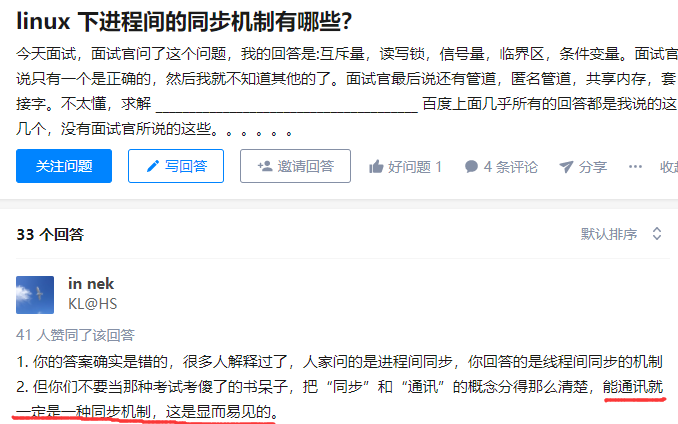 linux 下进程间的同步机制有哪些？
今天面试，面试官问了这个问题，我的回答是:互斥量，读写锁，信号量，临界区，条件变量。面试官
说只有一个是正确的，然后我就不知道其他的了。面试官最后说还有管道，匿名管道，共享内存，套
接字。不太懂，求解 ______________________________________ 百度上面几乎所有的回答都是我说的这
几个，没有面试官所说的这些。。。。。。
关注问题 写回答 邀请回答 好问题 1 4 条评论 分享 ··· 收起
33 个回答 默认排序
in nek
KL@HS
41 人赞同了该回答
1. 你的答案确实是错的，很多人解释过了，人家问的是进程间同步，你回答的是线程间同步的机制
2. 但你们不要当那种考试考傻了的书呆子，把“同步”和“通讯”的概念分得那么清楚，能通讯就
一定是一种同步机制，这是显而易见的。